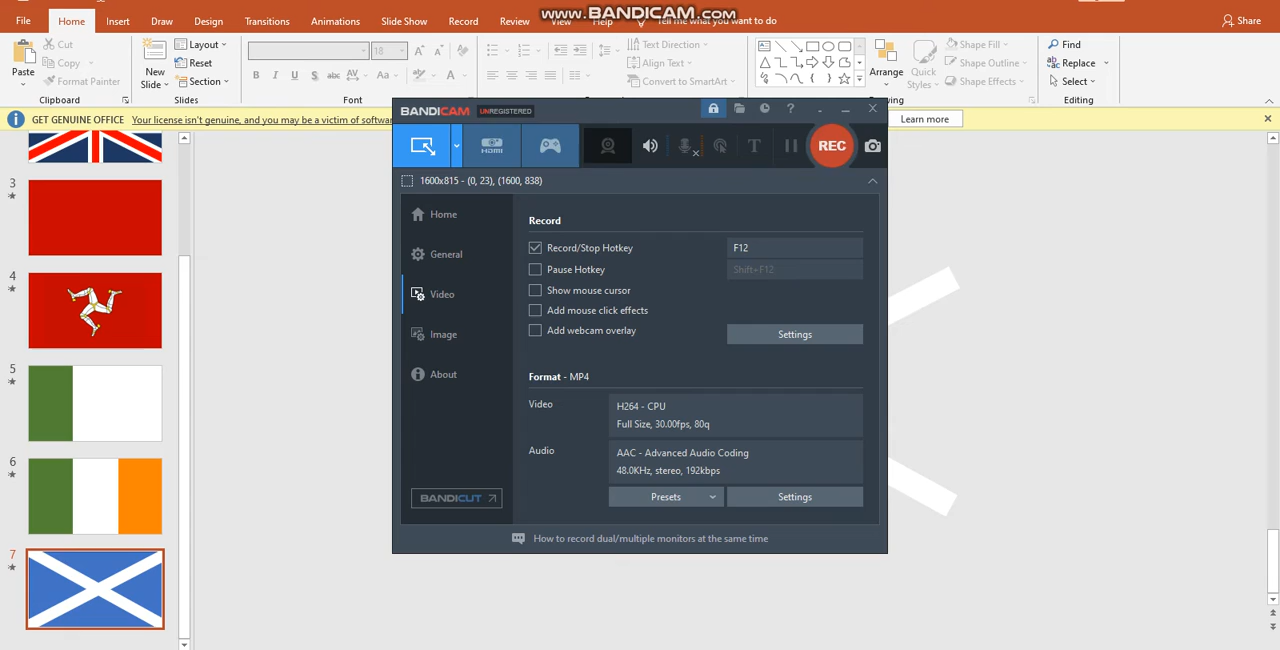 www.BANDICAM.com
File Home Insert Draw Design Transitions Animations Slide Show Record Review View Help Tell me what you want to do Share
Paste
Cut
Copy
Format Painter
Clipboard
New Slide
Layout
Reset
Section
Slides
18
B I U S abc AV Aa A
Font
Text Direction
Align Text
Convert to SmartArt
Arrange
Quick Styles
Shape Fill
Shape Outline
Shape Effects
Drawing
Find
Replace
Select
Editing
GET GENUINE OFFICE Your license isn't genuine, and you may be a victim of softwar
Learn more
3
4
5
6
7
BANDICAM UNREGISTERED
HDMI
REC
1600x815 - (0, 23), (1600, 838)
Home
General
Video
Image
About
BANDICUT
Record
Record/Stop Hotkey F12
Pause Hotkey Shift+F12
Show mouse cursor
Add mouse click effects
Add webcam overlay
Settings
Format - MP4
Video
H264 - CPU
Full Size, 30.00fps, 80q
Audio
AAC - Advanced Audio Coding
48.0KHz, stereo, 192kbps
Presets
Settings
How to record dual/multiple monitors at the same time